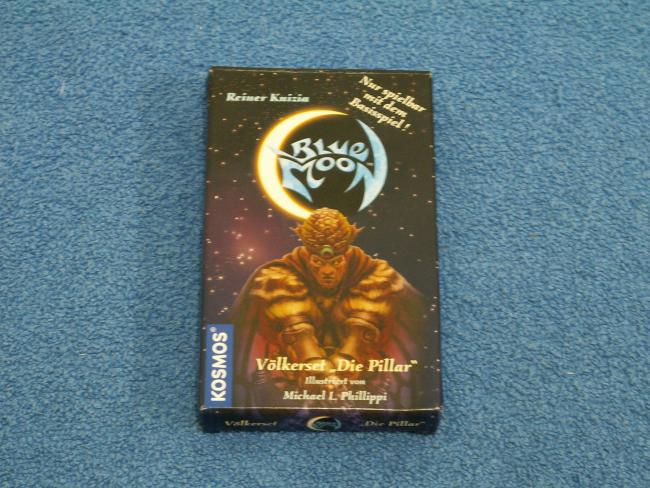 Reiner Knizia
Nur spielbar
mit dem
Basisspiel!
Blue
Moon
KOSMOS®
Völkerset „Die Pillar“
Illustriert von
Michael L. Phillippi
Völkerset
„Die Pillar“